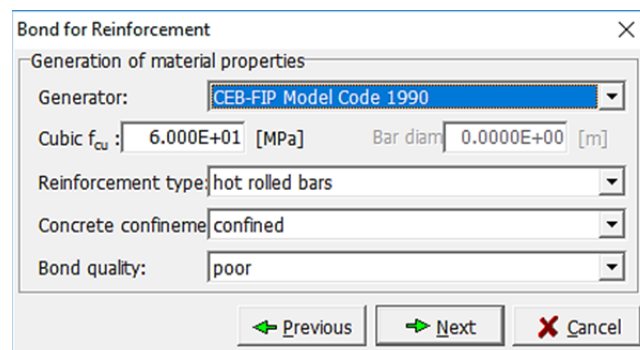 Bond for Reinforcement
Generation of material properties
Generator: CEB-FIP Model Code 1990
Cubic fcu : 6.000E+01 [MPa] Bar diam 0.0000E+00 [m]
Reinforcement type: hot rolled bars
Concrete confineme confined
Bond quality: poor
Previous Next Cancel